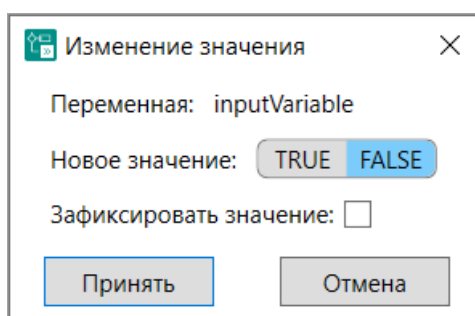 Изменение значения
Переменная: inputVariable
Новое значение: TRUE FALSE
Зафиксировать значение:
Принять Отмена